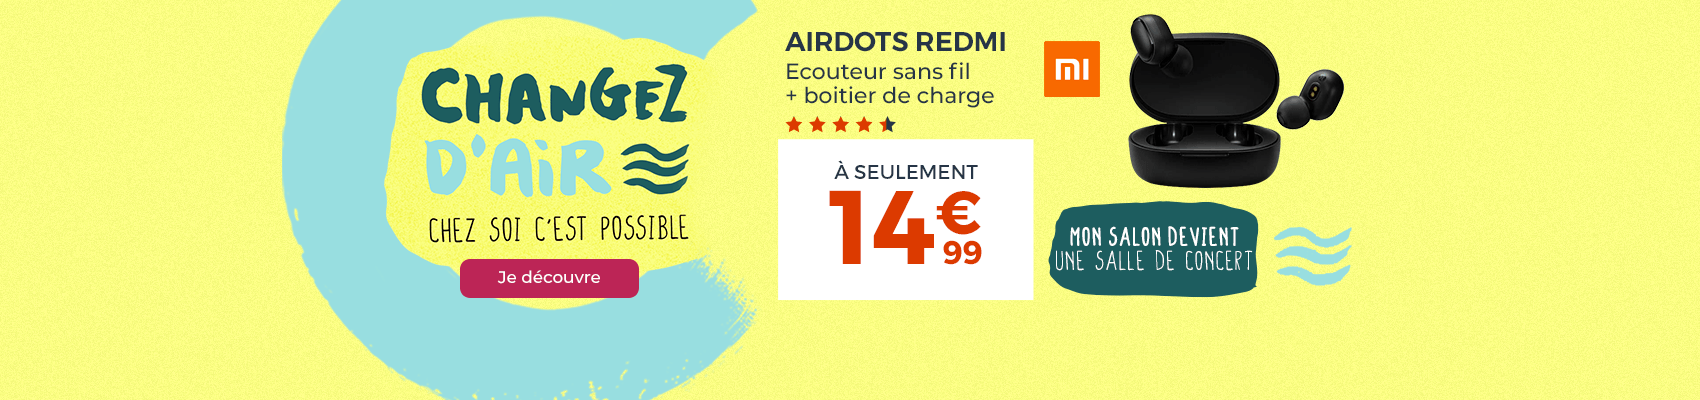 CHANGEZ
D'AiR
CHEZ SOI C'EST POSSIBLE
Je découvre
AIRDOTS REDMI
Ecouteur sans fil
+ boitier de charge
À SEULEMENT
14€99
mi
MON SALON DEVIENT
UNE SALLE DE CONCERT